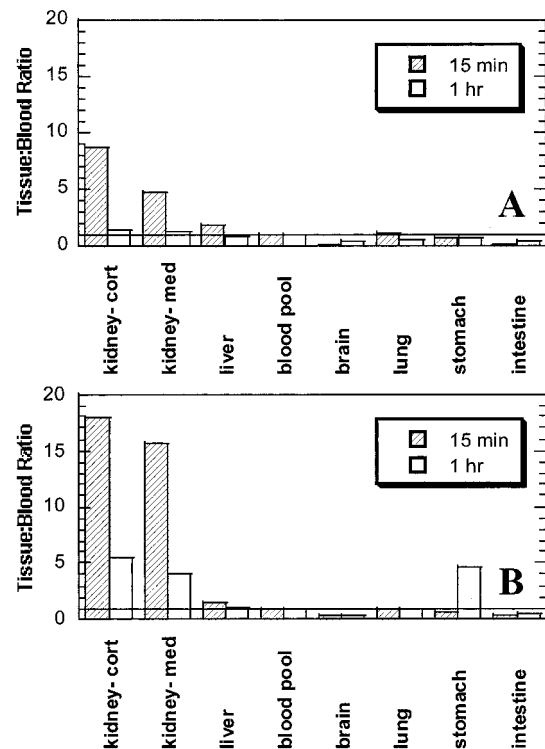 20
15
10
5
0
Tissue:Blood Ratio
15 min
1 hr
A
kidney- cort
kidney- med
liver
blood pool
brain
lung
stomach
intestine
20
15
10
5
0
Tissue:Blood Ratio
15 min
1 hr
B
kidney- cort
kidney- med
liver
blood pool
brain
lung
stomach
intestine